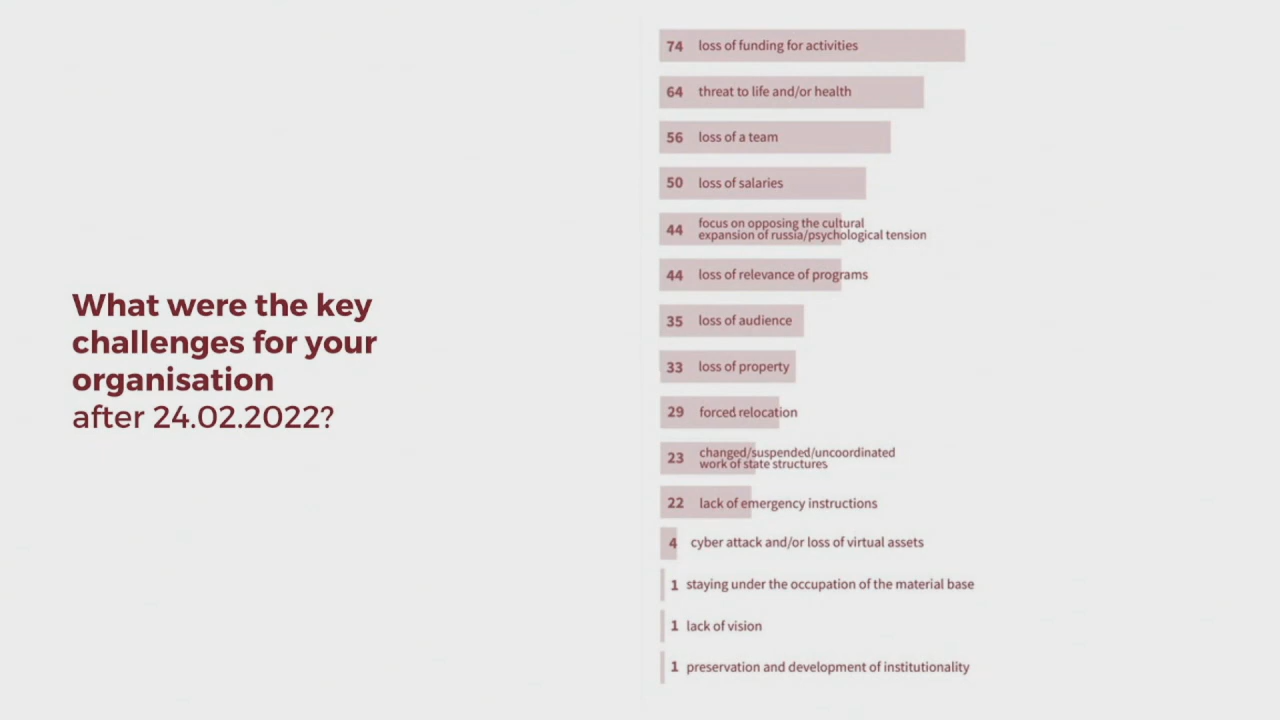 What were the key
challenges for your
organisation
after 24.02.2022?
74 loss of funding for activities
64 threat to life and/or health
56 loss of a team
50 loss of salaries
44 focus on opposing the cultural
expansion of russia/psychological tension
44 loss of relevance of programs
35 loss of audience
33 loss of property
29 forced relocation
23 changed/suspended/uncoordinated
work of state structures
22 lack of emergency instructions
4 cyber attack and/or loss of virtual assets
1 staying under the occupation of the material base
1 lack of vision
1 preservation and development of institutionality